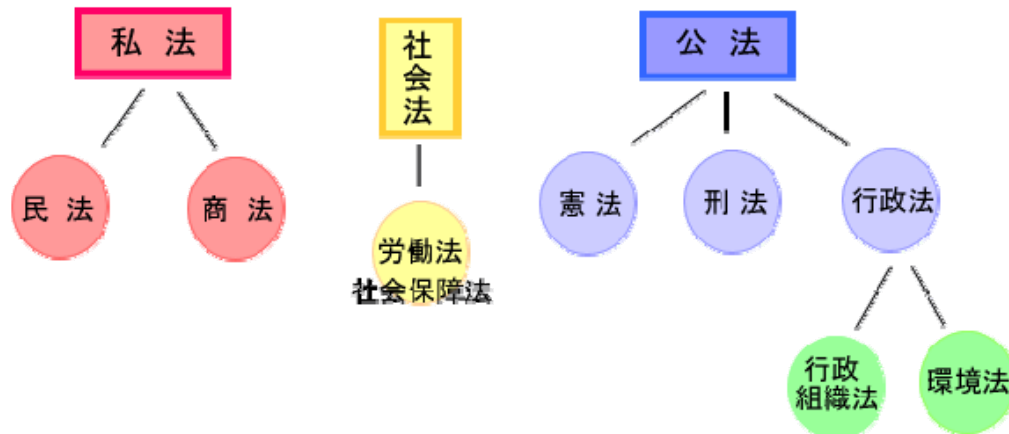 私 法
社会法
公 法
民 法
商 法
労働法
社会保障法
憲 法
刑 法
行政法
行政
組織法
環境法